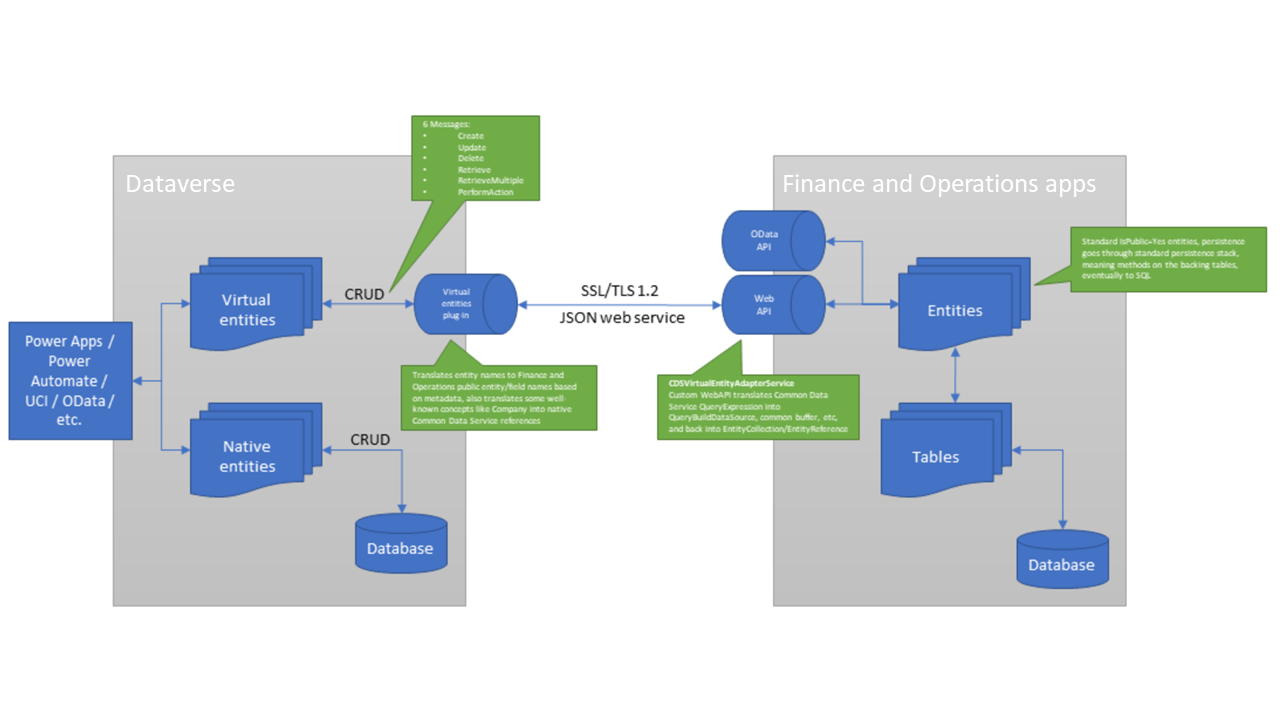 6 Messages:
• Create
• Update
• Delete
• Retrieve
• RetrieveMultiple
• PerformAction
Dataverse
Virtual
entities
CRUD
Virtual
entities
plug in
Power Apps /
Power
Automate /
UCI / OData /
etc.
Translates entity names to Finance and
Operations public entity/field names based
on metadata, also translates some well-
known concepts like Company into native
Common Data Service references
Native
entities
CRUD
Database
SSL/TLS 1.2
JSON web service
Finance and Operations apps
OData
API
Web
API
Standard IsPublic=Yes entities, persistence
goes through standard persistence stack,
meaning methods on the backing tables,
eventually to SQL
Entities
CDSVirtualEntityAdapterService
Custom WebAPI translates Common Data
Service QueryExpression into
QueryBuildDataSource, common buffer, etc,
and back into EntityCollection/EntityReference
Tables
Database